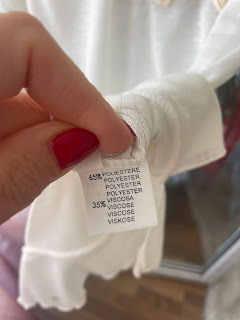 65% POLIESTERE
POLYESTER
POLYESTER
POLYESTER
35% VISCOSA
VISCOSE
VISCOSE
VISKOSE